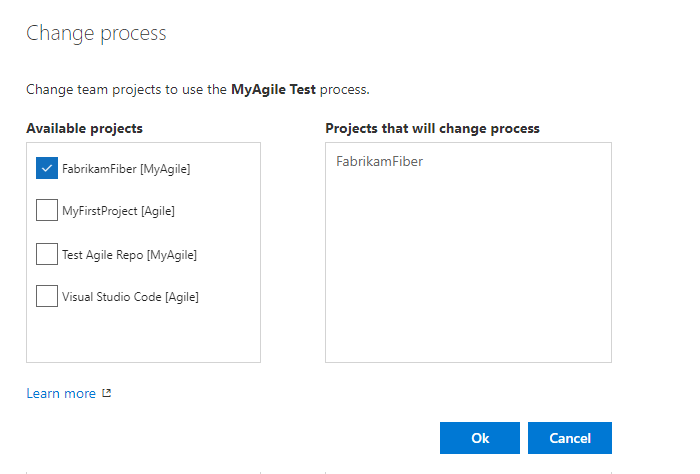 Change process
Change team projects to use the MyAgile Test process.
Available projects
Projects that will change process
FabrikamFiber [MyAgile]
MyFirstProject [Agile]
Test Agile Repo [MyAgile]
Visual Studio Code [Agile]
FabrikamFiber
Learn more
Ok
Cancel